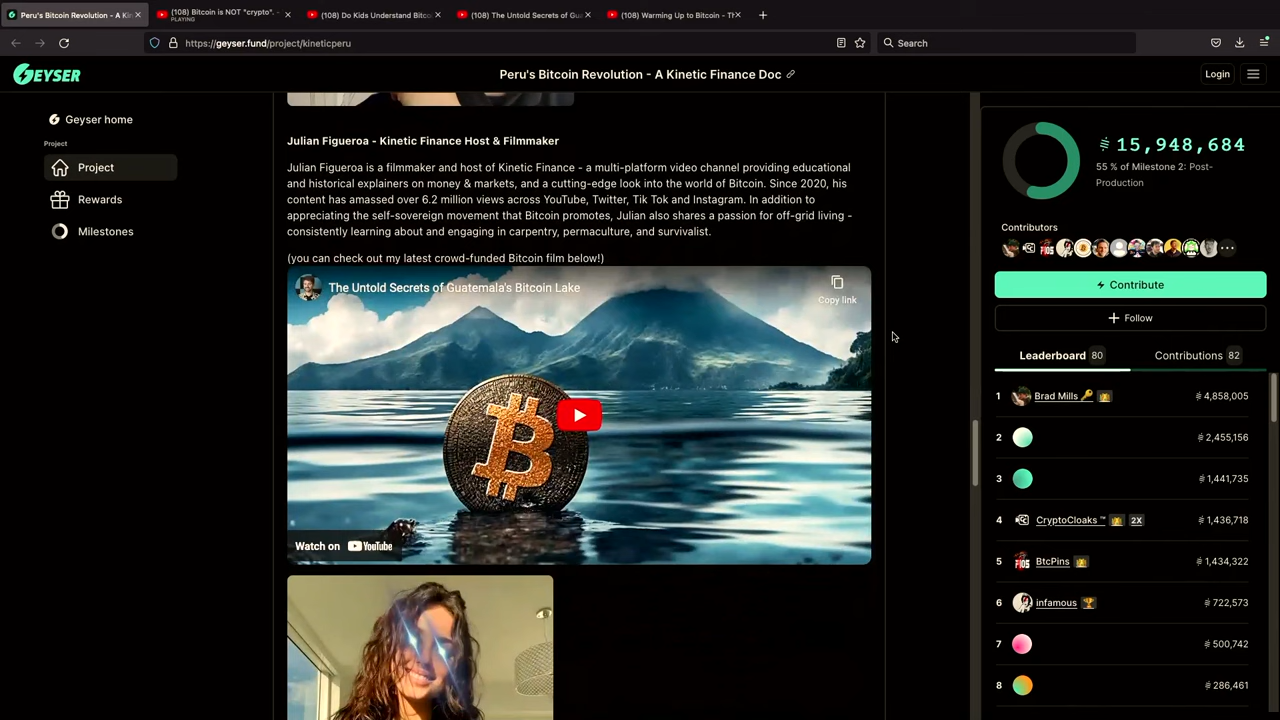 Peru's Bitcoin Revolution - A Kin
(108) Bitcoin is NOT "crypto".
PLAYING
(108) Do Kids Understand Bitcoi
(108) The Untold Secrets of Gua
(108) Warming Up to Bitcoin - Th
https://geyser.fund/project/kineticperu
Search
GEYSER
Peru's Bitcoin Revolution - A Kinetic Finance Doc
Login
Geyser home
Project
Project
Rewards
Milestones
Julian Figueroa - Kinetic Finance Host & Filmmaker
Julian Figueroa is a filmmaker and host of Kinetic Finance - a multi-platform video channel providing educational
and historical explainers on money & markets, and a cutting-edge look into the world of Bitcoin. Since 2020, his
content has amassed over 6.2 million views across YouTube, Twitter, Tik Tok and Instagram. In addition to
appreciating the self-sovereign movement that Bitcoin promotes, Julian also shares a passion for off-grid living -
consistently learning about and engaging in carpentry, permaculture, and survivalist.
(you can check out my latest crowd-funded Bitcoin film below!)
The Untold Secrets of Guatemala's Bitcoin Lake
Copy link
Watch on YouTube
15,948,684
55 % of Milestone 2: Post-
Production
Contributors
Contribute
Follow
Leaderboard 80
Contributions 82
1 Brad Mills 4,858,005
2 2,455,156
3 1,441,735
4 CryptoCloaks ™ 2X 1,436,718
5 BtcPins 1,434,322
6 infamous 722,573
7 500,742
8 286,461